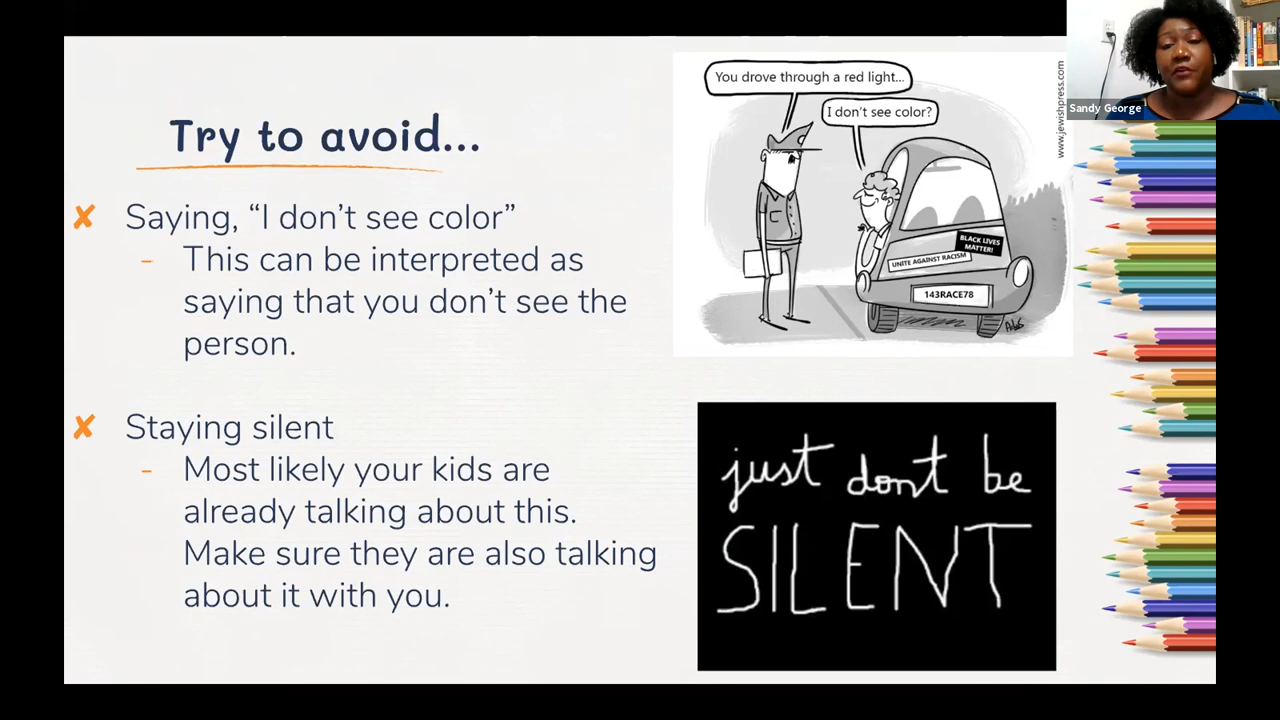 Try to avoid...
✘ Saying, “I don’t see color”
- This can be interpreted as
saying that you don’t see the
person.
✘ Staying silent
- Most likely your kids are
already talking about this.
Make sure they are also talking
about it with you.
You drove through a red light...
I don't see color?
BLACK LIVES
MATTER!
UNITE AGAINST RACISM
143RACE78
www.jewishpress.com
just dont be
SILENT
Sandy George